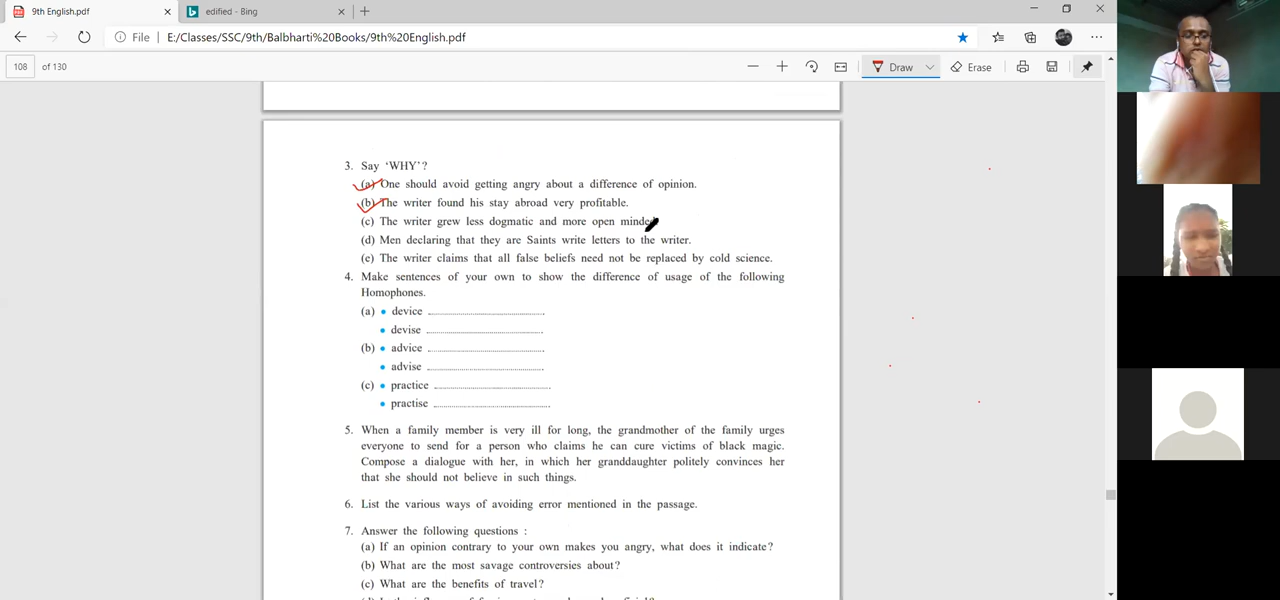 9th English.pdf
edified - Bing
File
E:/Classes/SSC/9th/Balbharti%20Books/9th%20English.pdf
108 of 130
Draw
Erase
3. Say ‘WHY’?
(a) One should avoid getting angry about a difference of opinion.
(b) The writer found his stay abroad very profitable.
(c) The writer grew less dogmatic and more open minded
(d) Men declaring that they are Saints write letters to the writer.
(e) The writer claims that all false beliefs need not be replaced by cold science.
4. Make sentences of your own to show the difference of usage of the following
Homophones.
(a) • device ..........................................
• devise ..........................................
(b) • advice ..........................................
• advise ..........................................
(c) • practice ..........................................
• practise ..........................................
5. When a family member is very ill for long, the grandmother of the family urges
everyone to send for a person who claims he can cure victims of black magic.
Compose a dialogue with her, in which her granddaughter politely convinces her
that she should not believe in such things.
6. List the various ways of avoiding error mentioned in the passage.
7. Answer the following questions :
(a) If an opinion contrary to your own makes you angry, what does it indicate?
(b) What are the most savage controversies about?
(c) What are the benefits of travel?